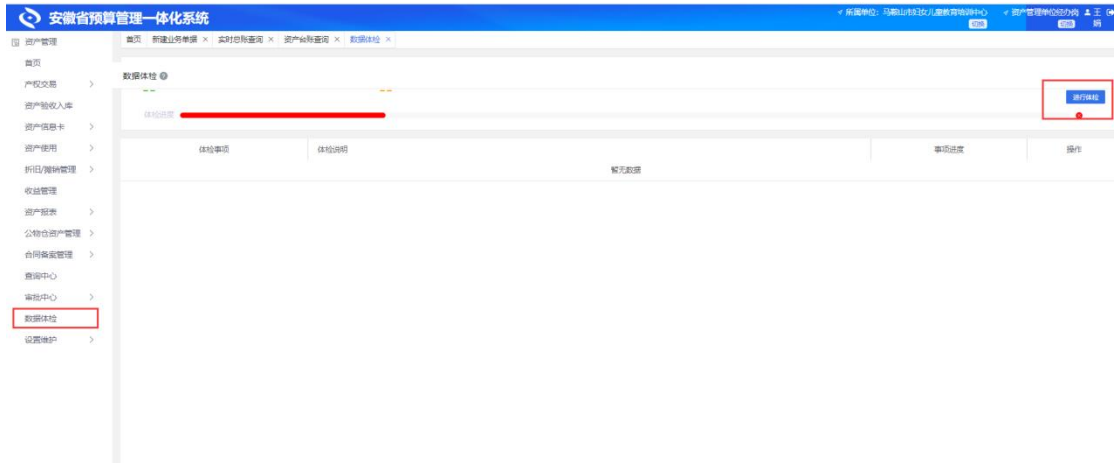 安徽省预算管理一体化系统
所属单位：马鞍山市妇女儿童教育培训中心
切换
资产管理单位经办岗
切换
王
娟
资产管理
首页 新建业务单据 × 实时总账查询 × 资产台账查询 × 数据体检 ×
首页
数据体检
产权交易
进行体检
资产验收入库
体检进度
资产信息卡
资产使用
体检事项 体检说明 事项进度 操作
折旧/摊销管理
暂无数据
收益管理
资产报表
公物仓资产管理
合同备案管理
查询中心
审批中心
数据体检
设置维护